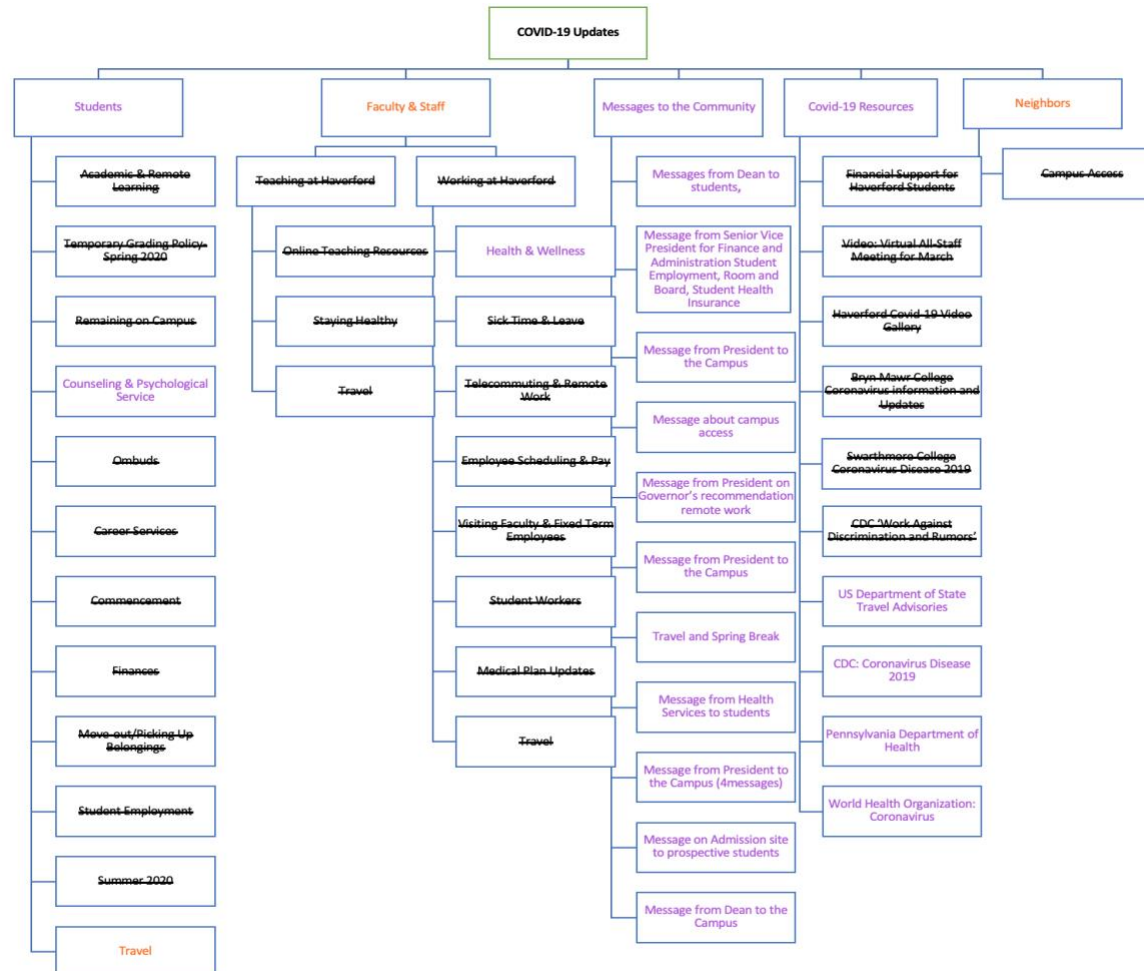 COVID-19 Updates
Students
Faculty & Staff
Messages to the Community
Covid-19 Resources
Neighbors
Academic & Remote
Learning
Temporary Grading Policy-
Spring 2020
Remaining on Campus
Counseling & Psychological
Service
Ombuds
Career Services
Commencement
Finances
Move-out/Picking Up
Belongings
Student Employment
Summer 2020
Travel
Teaching at Haverford
Online Teaching Resources
Staying Healthy
Travel
Working at Haverford
Health & Wellness
Sick Time & Leave
Telecommuting & Remote
Work
Employee Scheduling & Pay
Visiting Faculty & Fixed Term
Employees
Student Workers
Medical Plan Updates
Travel
Messages from Dean to
students,
Message from Senior Vice
President for Finance and
Administration Student
Employment, Room and
Board, Student Health
Insurance
Message from President to
the Campus
Message about campus
access
Message from President on
Governor's recommendation
remote work
Message from President to
the Campus
Travel and Spring Break
Message from Health
Services to students
Message from President to
the Campus (4messages)
Message on Admission site
to prospective students
Message from Dean to the
Campus
Financial Support for
Haverford Students
Video: Virtual All-Staff
Meeting for March
Haverford Covid-19 Video
Gallery
Bryn Mawr College
Coronavirus information and
Updates
Swarthmore College
Coronavirus Disease 2019
CDC 'Work Against
Discrimination and Rumors'
US Department of State
Travel Advisories
CDC: Coronavirus Disease
2019
Pennsylvania Department of
Health
World Health Organization:
Coronavirus
Campus Access